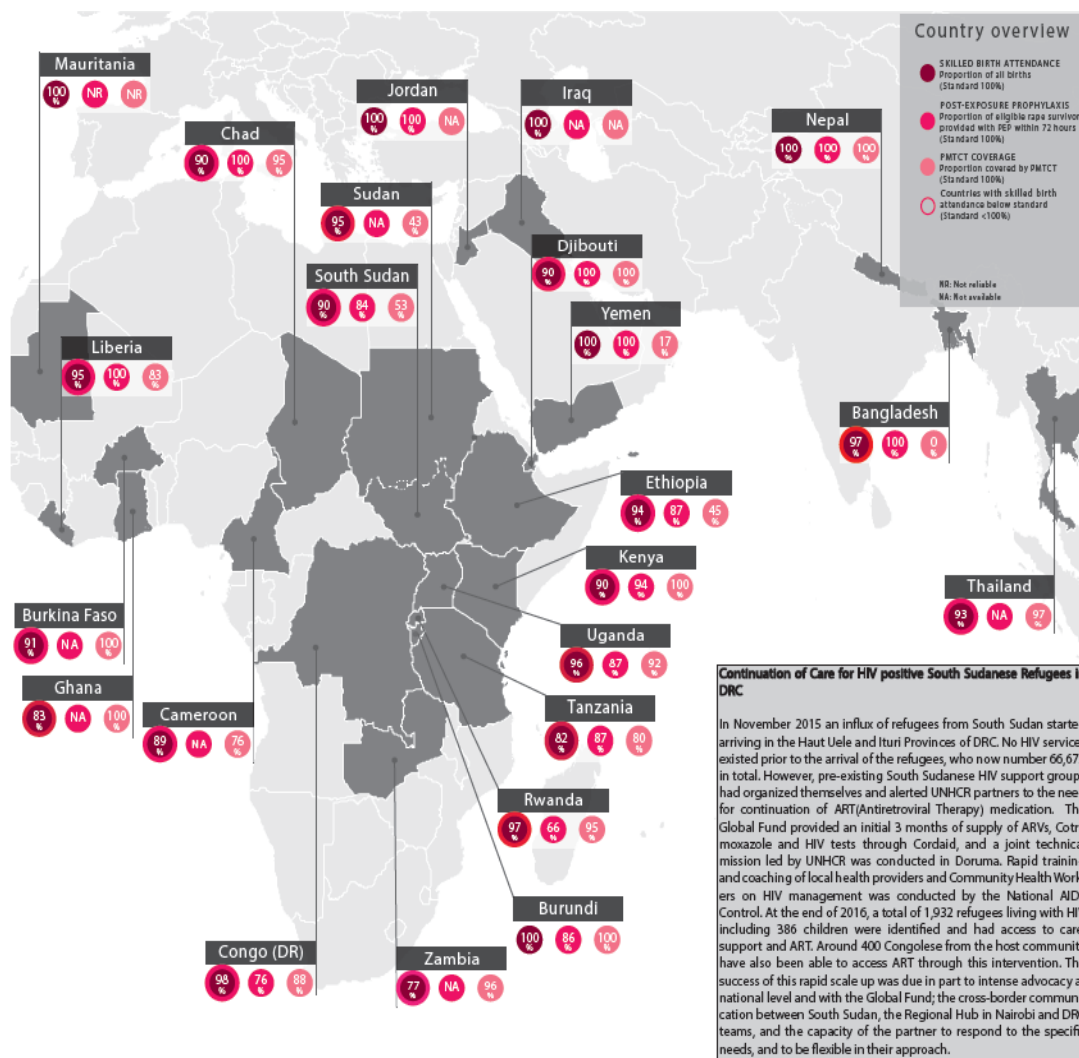 Country overview
SKILLED BIRTH ATTENDANCE
Proportion of all births
(Standard 100%)
POST-EXPOSURE PROPHYLAXIS
Proportion of eligible rape survivor
provided with PEP within 72 hours
(Standard 100%)
PMTCT COVERAGE
Proportion covered by PMTCT
(Standard 100%)
Countries with skilled birth
attendance below standard
(Standard <100%)
NR: Not reliable
NA: Not available
Mauritania
100 % NR NR
Jordan
100 % 100 % NA
Iraq
100 % NA NA
Nepal
100 % 100 % 100 %
Chad
90 % 100 % 95 %
Sudan
95 % NA 43 %
Djibouti
90 % 100 % 100 %
South Sudan
90 % 84 % 53 %
Yemen
100 % 100 % 17 %
Liberia
95 % 100 % 83 %
Bangladesh
97 % 100 % 0 %
Ethiopia
94 % 87 % 45 %
Kenya
90 % 94 % 100 %
Thailand
93 % NA 97 %
Burkina Faso
91 % NA 100 %
Uganda
96 % 87 % 92 %
Ghana
83 % NA 100 %
Cameroon
89 % NA 76 %
Tanzania
82 % 87 % 80 %
Rwanda
97 % 66 % 95 %
Burundi
100 % 86 % 100 %
Congo (DR)
98 % 76 % 88 %
Zambia
77 % NA 96 %
Continuation of Care for HIV positive South Sudanese Refugees i
DRC
In November 2015 an influx of refugees from South Sudan starte
arriving in the Haut Uele and Ituri Provinces of DRC. No HIV service
existed prior to the arrival of the refugees, who now number 66,67
in total. However, pre-existing South Sudanese HIV support group
had organized themselves and alerted UNHCR partners to the nee
for continuation of ART(Antiretroviral Therapy) medication. Th
Global Fund provided an initial 3 months of supply of ARVs, Cotr
moxazole and HIV tests through Cordaid, and a joint technica
mission led by UNHCR was conducted in Doruma. Rapid trainin
and coaching of local health providers and Community Health Work
ers on HIV management was conducted by the National AID
Control. At the end of 2016, a total of 1,932 refugees living with HI
including 386 children were identified and had access to care
support and ART. Around 400 Congolese from the host communit
have also been able to access ART through this intervention. Th
success of this rapid scale up was due in part to intense advocacy a
national level and with the Global Fund; the cross-border commun
cation between South Sudan, the Regional Hub in Nairobi and DR
teams, and the capacity of the partner to respond to the specifi
needs, and to be flexible in their approach.